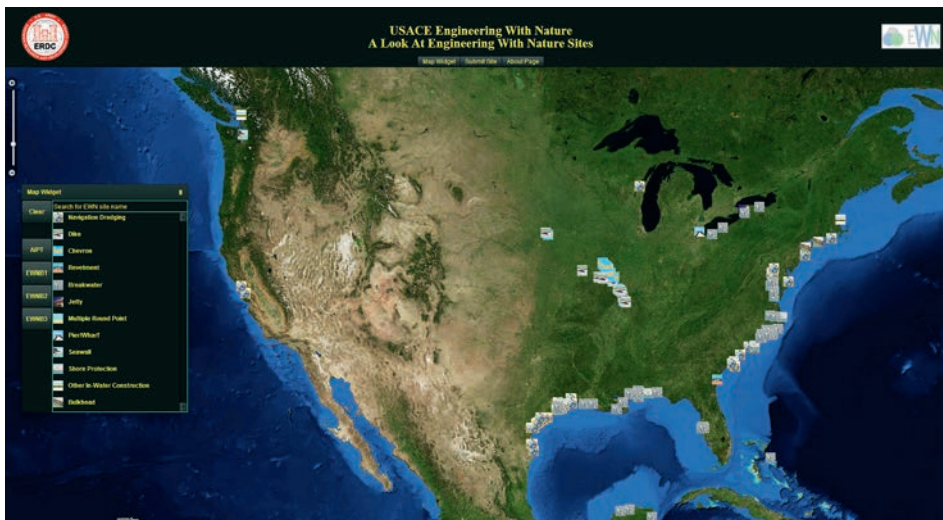 ERDC
USACE Engineering With Nature
A Look At Engineering With Nature Sites
EWN
Map Widget Submit Site About Page
Map Widget
Clear
Search for EWN site name
Navigation Dredging
Dike
Chevron
Revetment
Breakwater
Jetty
Multiple Round Point
Pier/Wharf
Seawall
Shore Protection
Other In-Water Construction
Bulkhead